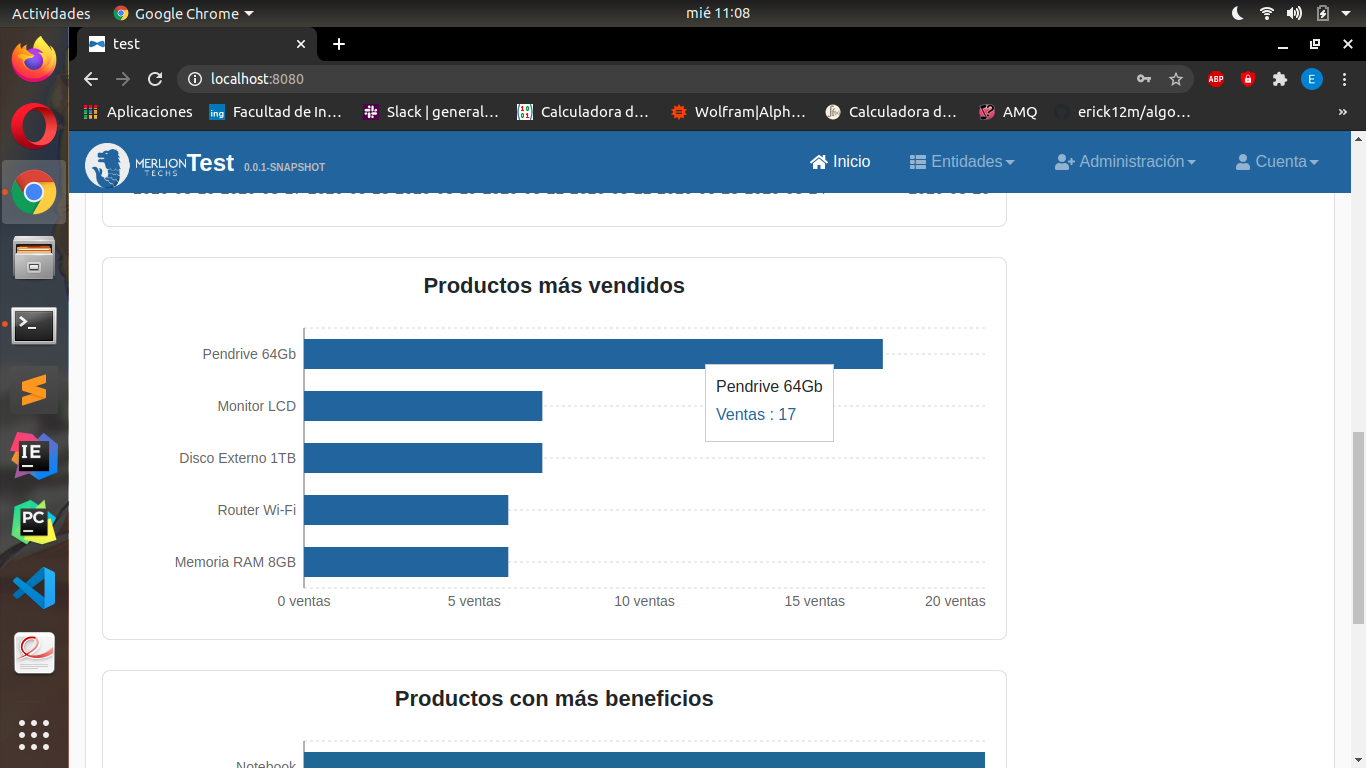 Actividades Google Chrome mié 11:08
test
localhost:8080 ABP E
Aplicaciones Facultad de In… Slack | general… Calculadora d… Wolfram|Alph… Calculadora d… AMQ erick12m/algo… »
MERLION TECHS Test 0.0.1-SNAPSHOT Inicio Entidades Administración Cuenta
Productos más vendidos
Pendrive 64Gb
Monitor LCD
Disco Externo 1TB
Router Wi-Fi
Memoria RAM 8GB
Pendrive 64Gb
Ventas : 17
0 ventas 5 ventas 10 ventas 15 ventas 20 ventas
Productos con más beneficios
Notebook